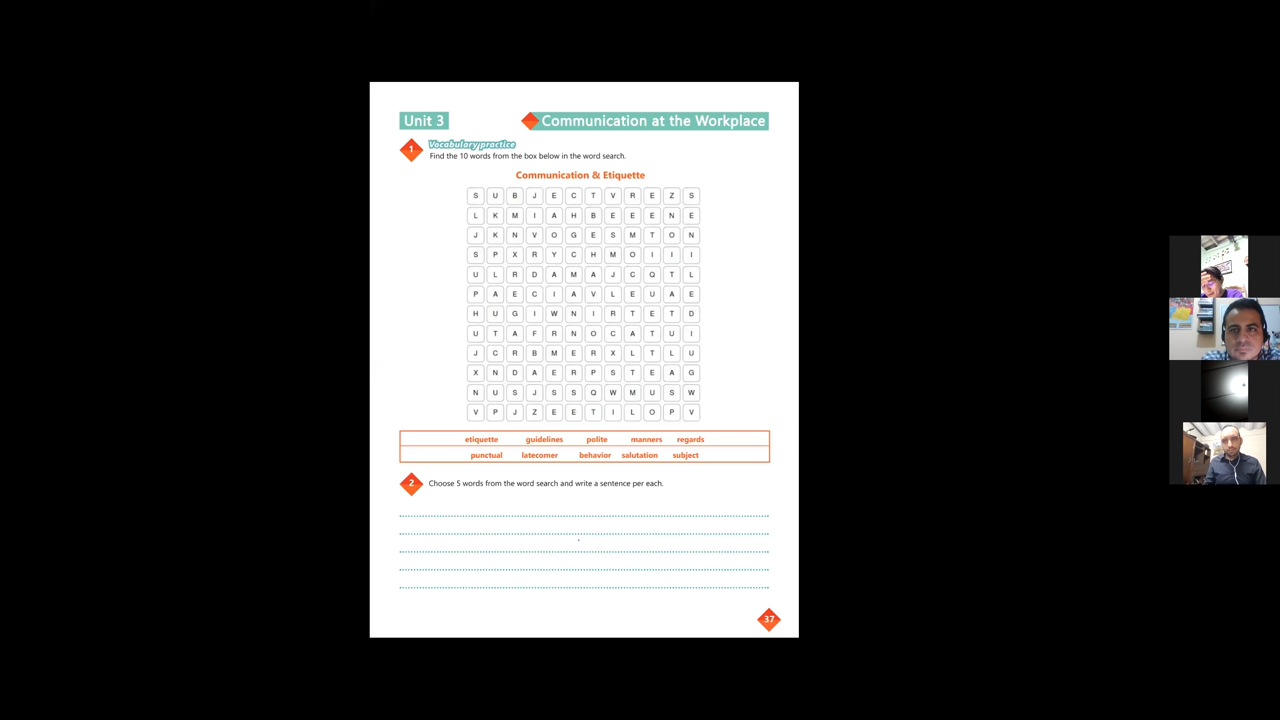 Unit 3
Communication at the Workplace
1
Vocabulary practice
Find the 10 words from the box below in the word search.
Communication & Etiquette
S U B J E C T V R E Z S
L K M I A H B E E E N E
J K N V O G E S M T O N
S P X R Y C H M O I I I
U L R D A M A J C Q T L
P A E C I A V L E U A E
H U G I W N I R T E T D
U T A F R N O C A T U I
J C R B M E R X L T L U
X N D A E R P S T E A G
N U S J S S Q W M U S W
V P J Z E E T I L O P V
etiquette guidelines polite manners regards
punctual latecomer behavior salutation subject
2
Choose 5 words from the word search and write a sentence per each.
37